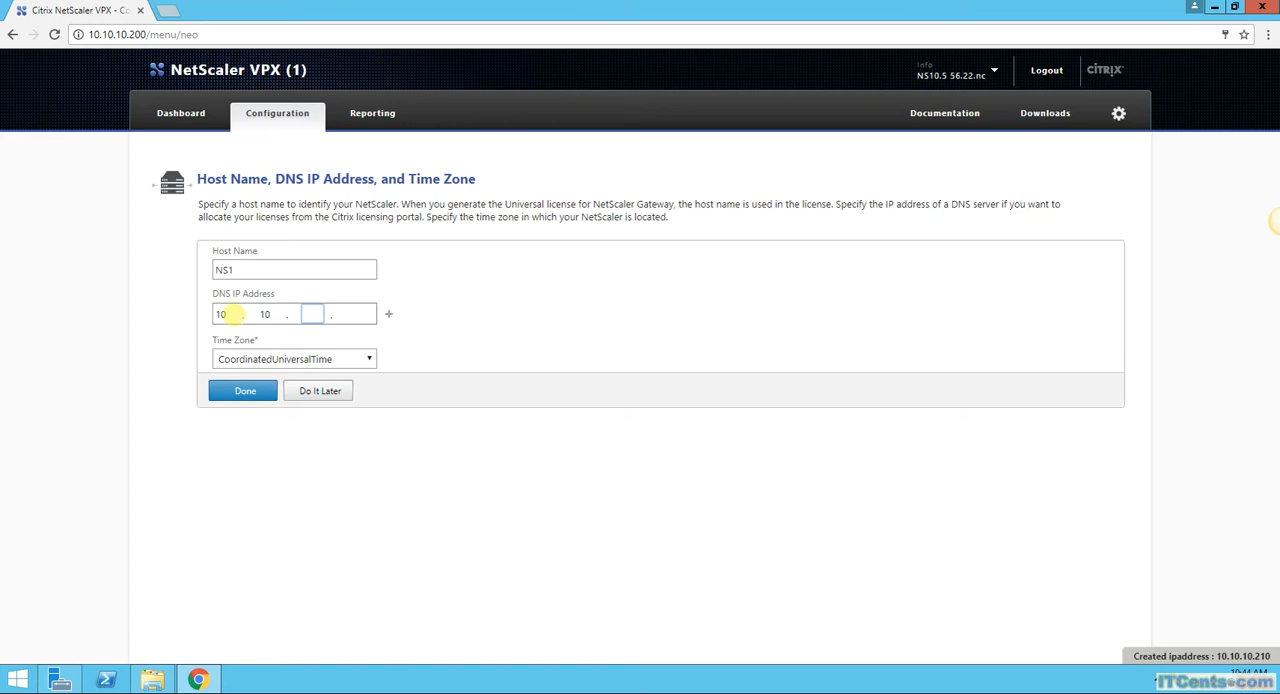 Citrix NetScaler VPX - Co
10.10.10.200/menu/neo
NetScaler VPX (1)
Info
NS10.5 56.22.nc
Logout
CITRIX
Dashboard
Configuration
Reporting
Documentation
Downloads
Host Name, DNS IP Address, and Time Zone
Specify a host name to identify your NetScaler. When you generate the Universal license for NetScaler Gateway, the host name is used in the license. Specify the IP address of a DNS server if you want to
allocate your licenses from the Citrix licensing portal. Specify the time zone in which your NetScaler is located.
Host Name
NS1
DNS IP Address
10 . 10 . .
+
Time Zone*
CoordinatedUniversalTime
Done
Do It Later
Created ipaddress : 10.10.10.210
10:44 AM
ITCents.com